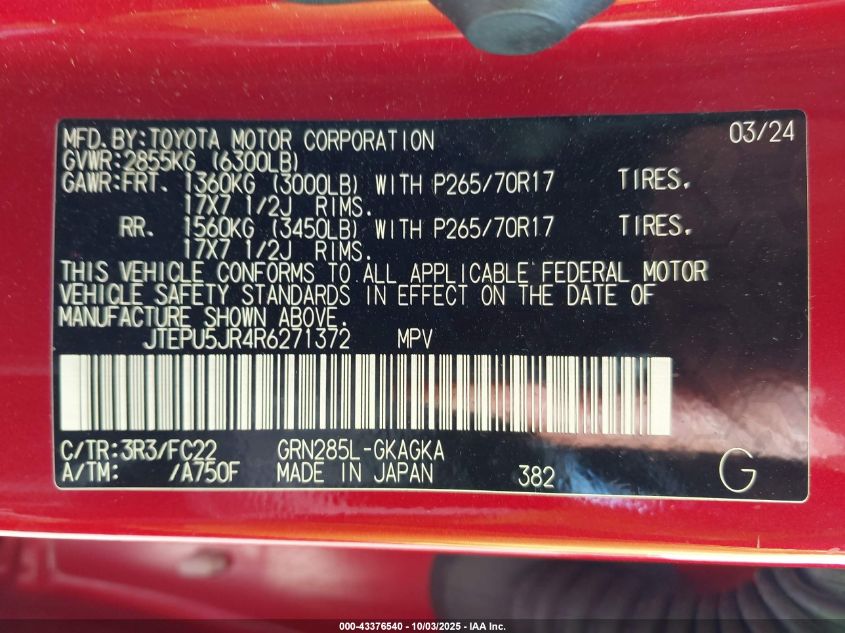 MFD.BY:TOYOTA MOTOR CORPORATION 03/24
GVWR:2855KG (6300LB)
GAWR:FRT. 1360KG (3000LB) WITH P265/70R17 TIRES.
17X7 1/2J RIMS.
RR. 1560KG (3450LB) WITH P265/70R17 TIRES.
17X7 1/2J RIMS.
THIS VEHICLE CONFORMS TO ALL APPLICABLE FEDERAL MOTOR
VEHICLE SAFETY STANDARDS IN EFFECT ON THE DATE OF
MANUFACTURE SHOWN ABOVE.
JTEPU5JR4R6271372 MPV
C/TR:3R3/FC22 GRN285L-GKAGKA
A/TM: /A750F MADE IN JAPAN 382 G
000-43376540 - 10/03/2025 - IAA Inc.